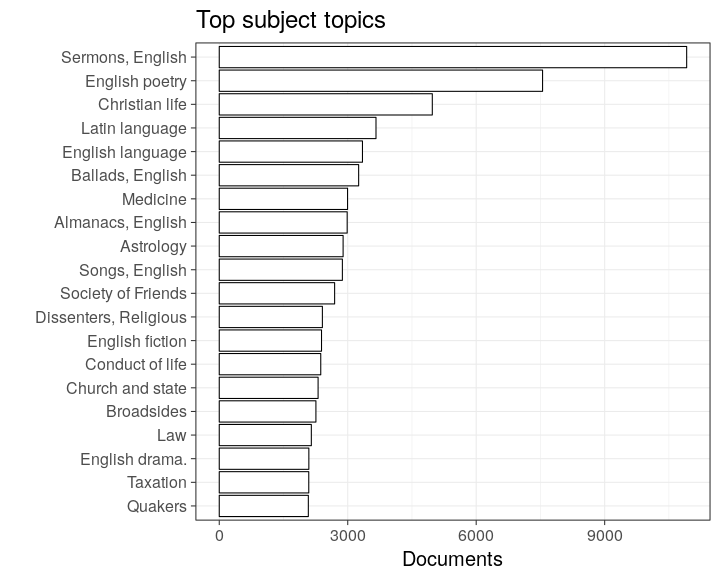 Top subject topics
Sermons, English
English poetry
Christian life
Latin language
English language
Ballads, English
Medicine
Almanacs, English
Astrology
Songs, English
Society of Friends
Dissenters, Religious
English fiction
Conduct of life
Church and state
Broadsides
Law
English drama.
Taxation
Quakers
0 3000 6000 9000
Documents